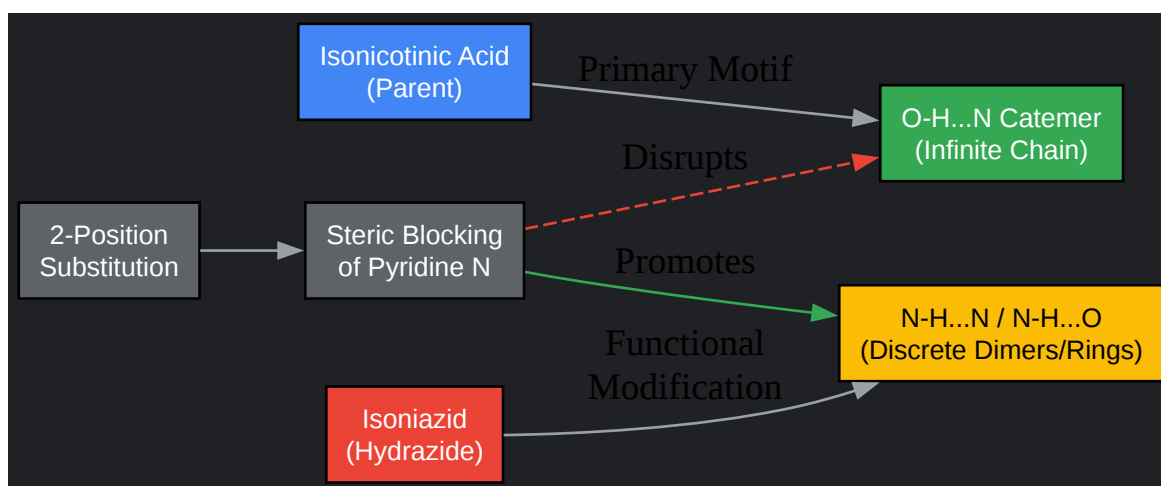 Isonicotinic Acid
(Parent)
Primary Motif
O-H...N Catemer
(Infinite Chain)
Disrupts
2-Position
Substitution
Steric Blocking
of Pyridine N
Promotes
N-H...N / N-H...O
(Discrete Dimers/Rings)
Functional
Modification
Isoniazid
(Hydrazide)